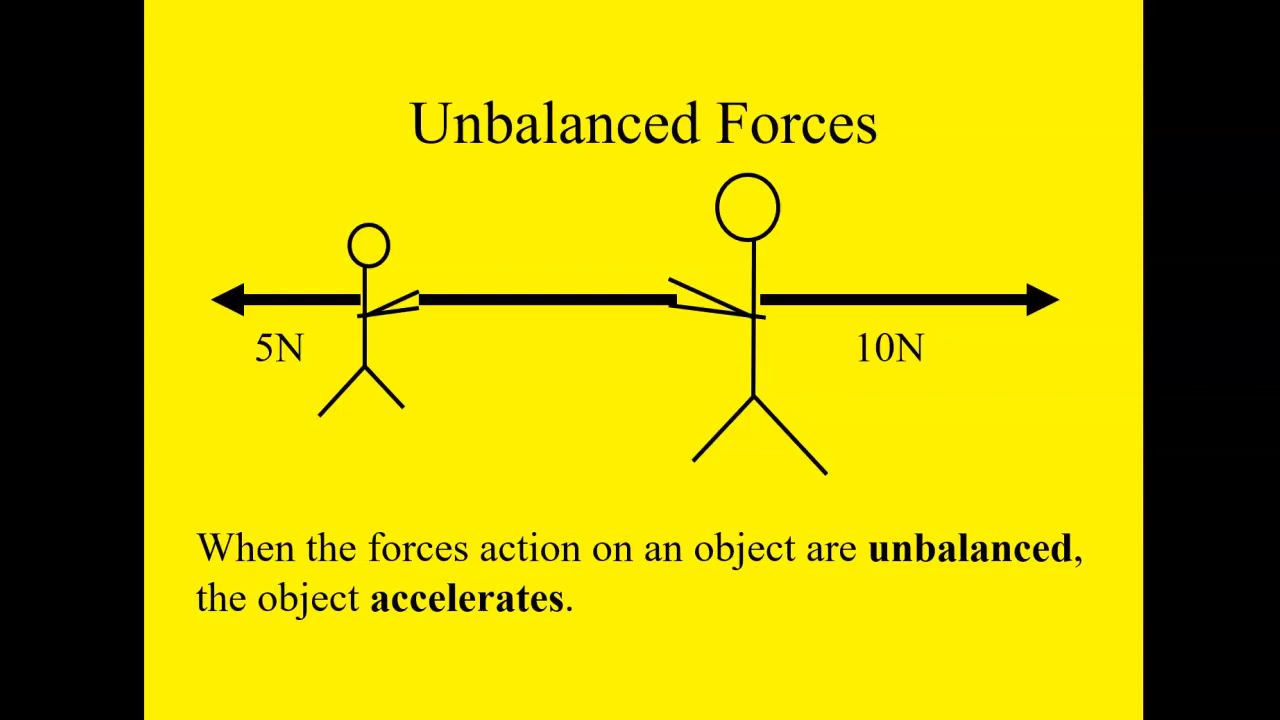 Unbalanced Forces
5N
10N
When the forces action on an object are unbalanced,
the object accelerates.